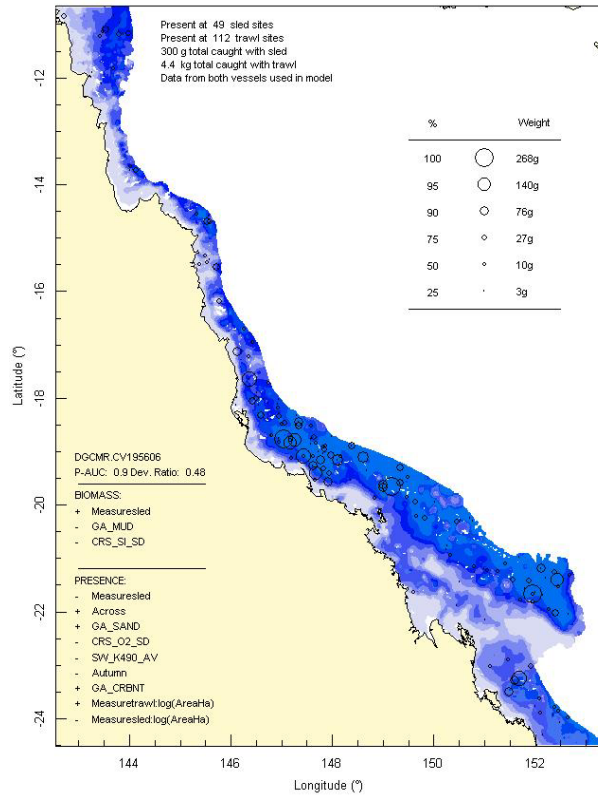 Present at 49 sled sites
Present at 112 trawl sites
300 g total caught with sled
4.4 kg total caught with trawl
Data from both vessels used in model
% Weight
100 268g
95 140g
90 76g
75 27g
50 10g
25 3g
DGCMR.CV195606
P-AUC: 0.9 Dev. Ratio: 0.48
BIOMASS:
+ Measuresled
- GA_MUD
- CRS_SI_SD
PRESENCE:
- Measuresled
+ Across
+ GA_SAND
- CRS_O2_SD
- SW_K490_AV
- Autumn
+ GA_CRBNT
+ Measuretrawl:log(AreaHa)
- Measuresled:log(AreaHa)
Latitude (°)
-12
-14
-16
-18
-20
-22
-24
144 146 148 150 152
Longitude (°)